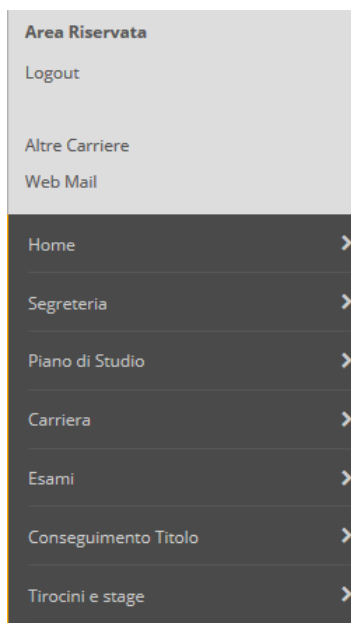 Area Riservata
Logout
Altre Carriere
Web Mail
Home
Segreteria
Piano di Studio
Carriera
Esami
Conseguimento Titolo
Tirocini e stage